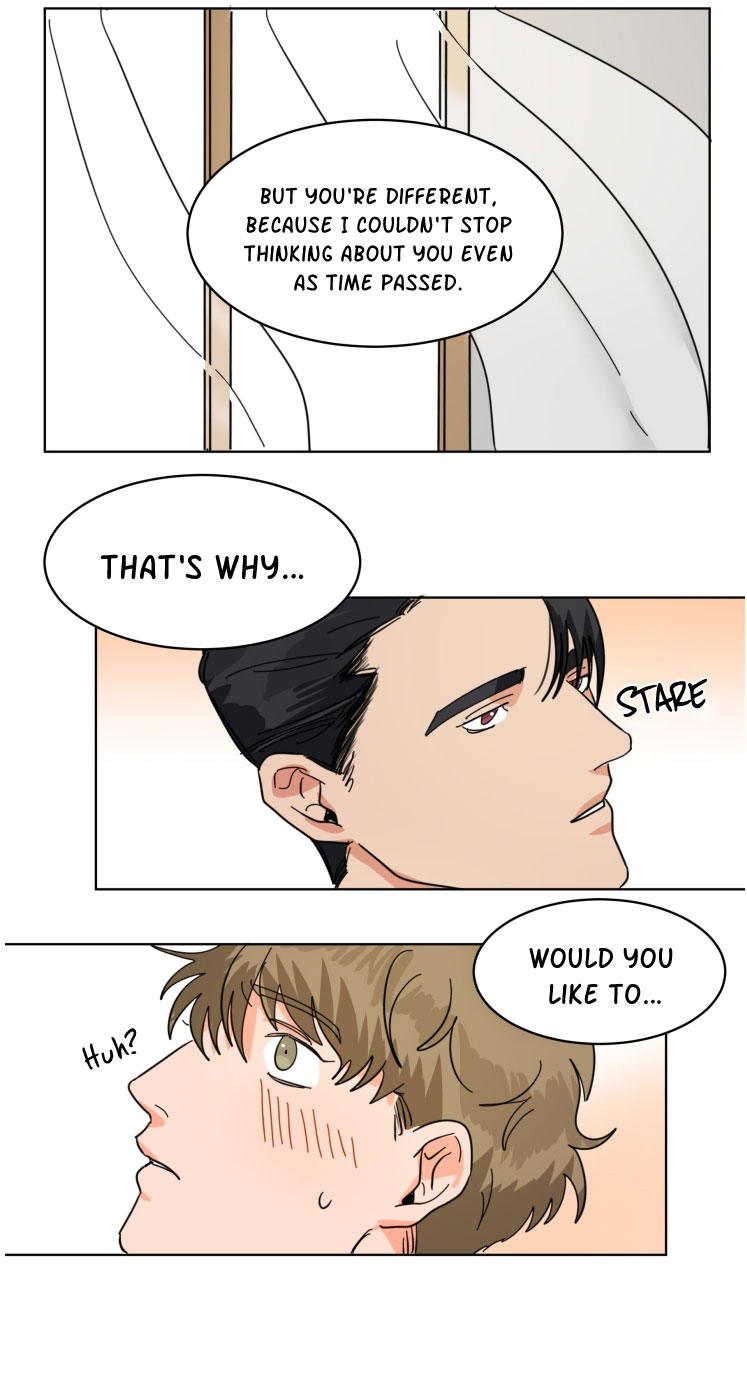 BUT YOU'RE DIFFERENT,
BECAUSE I COULDN'T STOP
THINKING ABOUT YOU EVEN
AS TIME PASSED.
THAT'S WHY...
STARE
WOULD YOU
LIKE TO...
Huh?